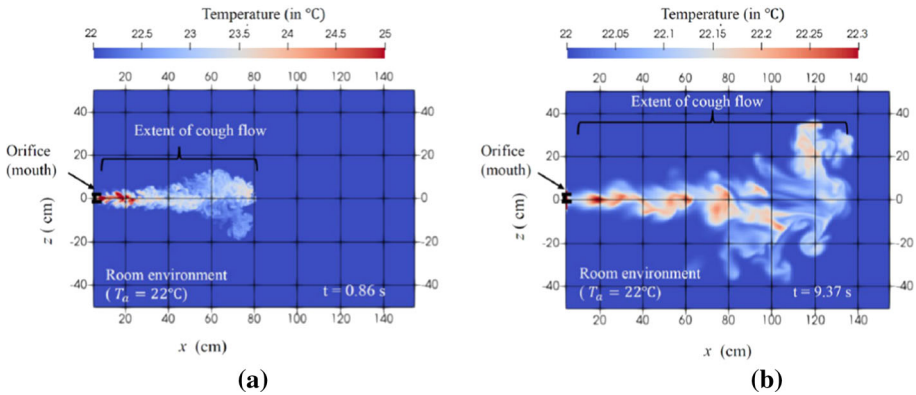 Temperature (in °C)
22 22.5 23 23.5 24 24.5 25
20 40 60 80 100 120 140
Extent of cough flow
Orifice
(mouth)
z (cm)
40 20 0 -20 -40
40 20 0 -20 -40
Room environment
(Tₐ = 22°C)
t = 0.86 s
20 40 60 80 100 120 140
x (cm)
(a)
Temperature (in °C)
22 22.05 22.1 22.15 22.2 22.25 22.3
20 40 60 80 100 120 140
Extent of cough flow
Orifice
(mouth)
z (cm)
40 20 0 -20 -40
40 20 0 -20 -40
Room environment
(Tₐ = 22°C)
t = 9.37 s
20 40 60 80 100 120 140
x (cm)
(b)